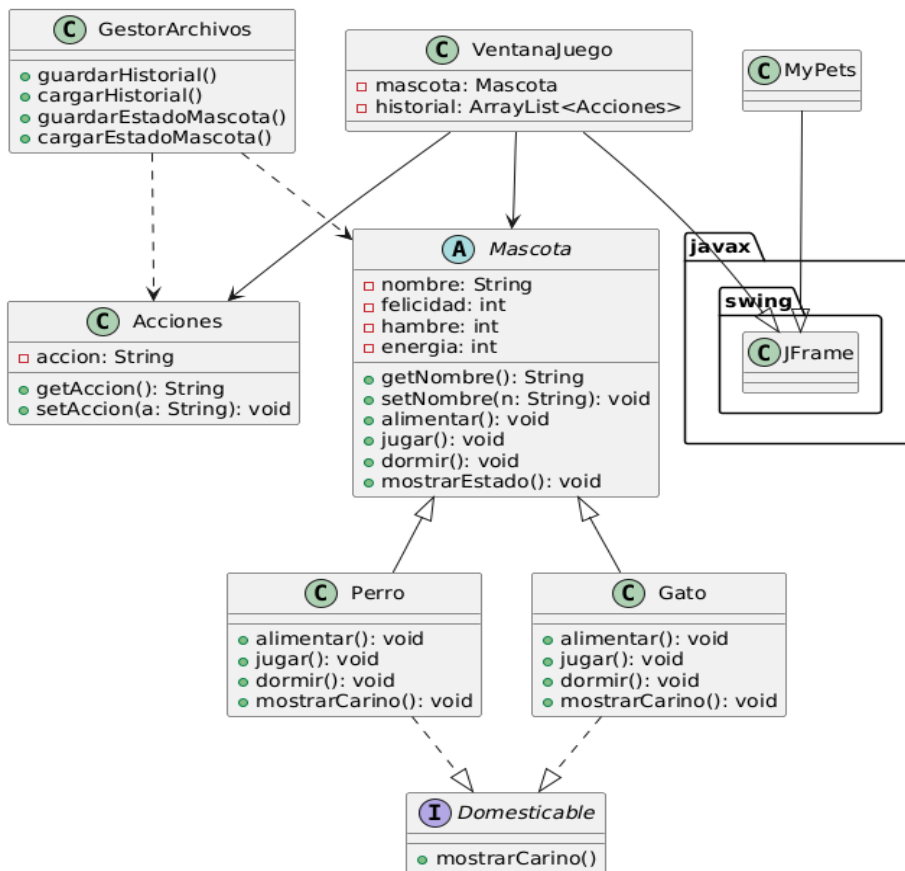 C GestorArchivos
guardarHistorial()
cargarHistorial()
guardarEstadoMascota()
cargarEstadoMascota()
C VentanaJuego
mascota: Mascota
historial: ArrayList<Acciones>
C MyPets
javax
swing
C JFrame
A Mascota
nombre: String
felicidad: int
hambre: int
energia: int
getNombre(): String
setNombre(n: String): void
alimentar(): void
jugar(): void
dormir(): void
mostrarEstado(): void
C Acciones
accion: String
getAccion(): String
setAccion(a: String): void
C Perro
alimentar(): void
jugar(): void
dormir(): void
mostrarCarino(): void
C Gato
alimentar(): void
jugar(): void
dormir(): void
mostrarCarino(): void
I Domesticable
mostrarCarino()